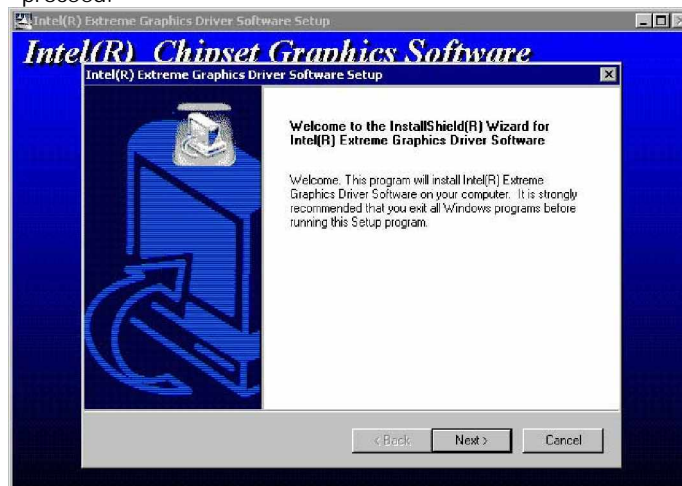 proceed.
Intel(R) Extreme Graphics Driver Software Setup
Intel(R) Chipset Graphics Software
Intel(R) Extreme Graphics Driver Software Setup
Welcome to the InstallShield(R) Wizard for
Intel(R) Extreme Graphics Driver Software
Welcome. This program will install Intel(R) Extreme
Graphics Driver Software on your computer. It is strongly
recommended that you exit all Windows programs before
running this Setup program.
< Back Next > Cancel